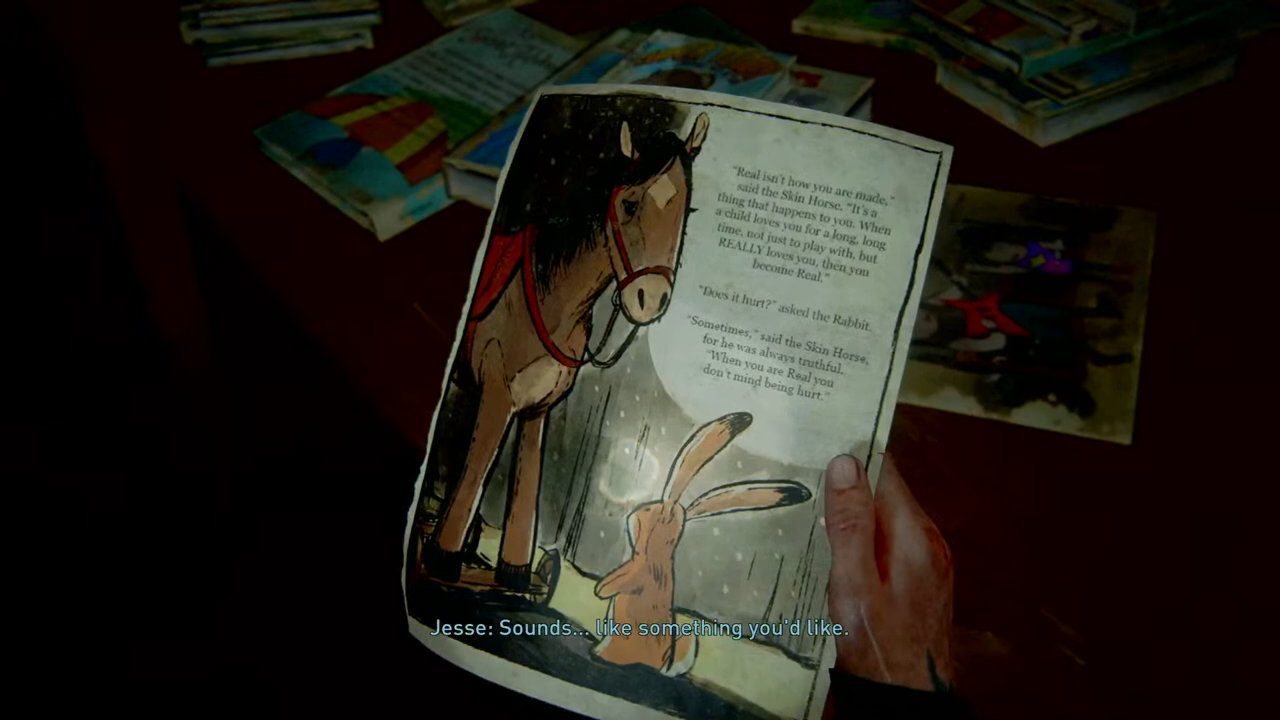 "Real isn't how you are made,"
said the Skin Horse. "It's a
thing that happens to you. When
a child loves you for a long, long
time, not just to play with, but
REALLY loves you, then you
become Real."
"Does it hurt?" asked the Rabbit.
"Sometimes," said the Skin Horse,
for he was always truthful.
"When you are Real you
don't mind being hurt."
Jesse: Sounds... like something you'd like.